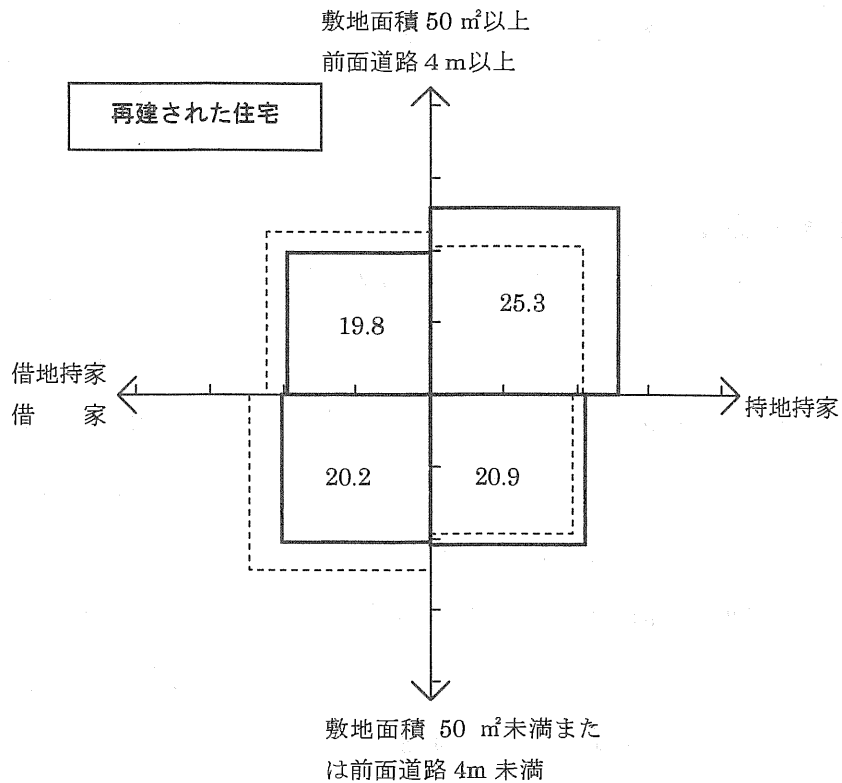 敷地面積 50 ㎡以上
前面道路 4 m以上
再建された住宅
19.8
25.3
借地持家
借　　家
持地持家
20.2
20.9
敷地面積 50 ㎡未満また
は前面道路 4m 未満